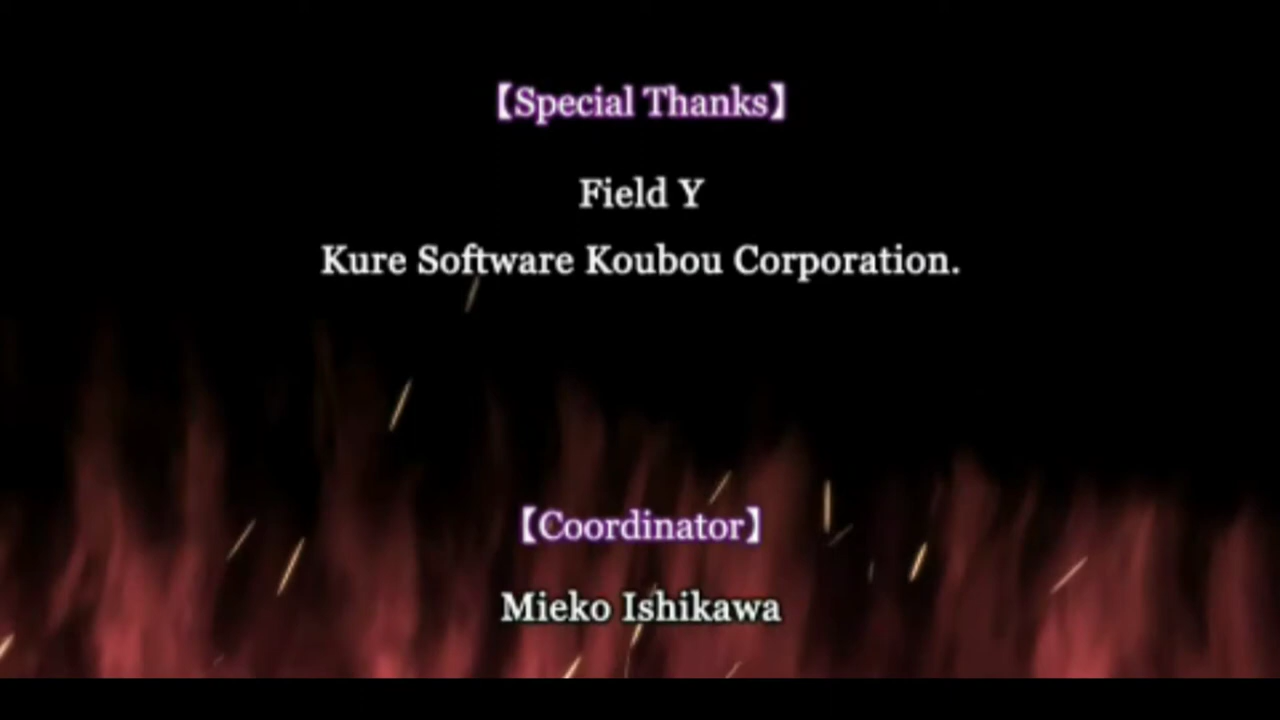 【Special Thanks】
Field Y
Kure Software Koubou Corporation.
【Coordinator】
Mieko Ishikawa